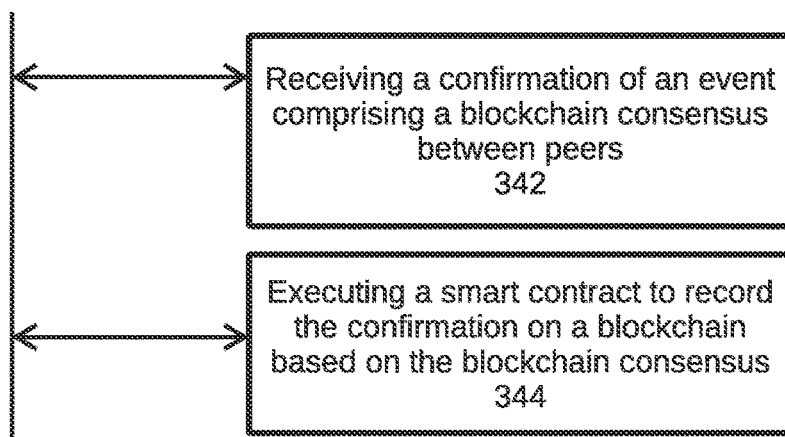 Receiving a confirmation of an event
comprising a blockchain consensus
between peers
342
Executing a smart contract to record
the confirmation on a blockchain
based on the blockchain consensus
344